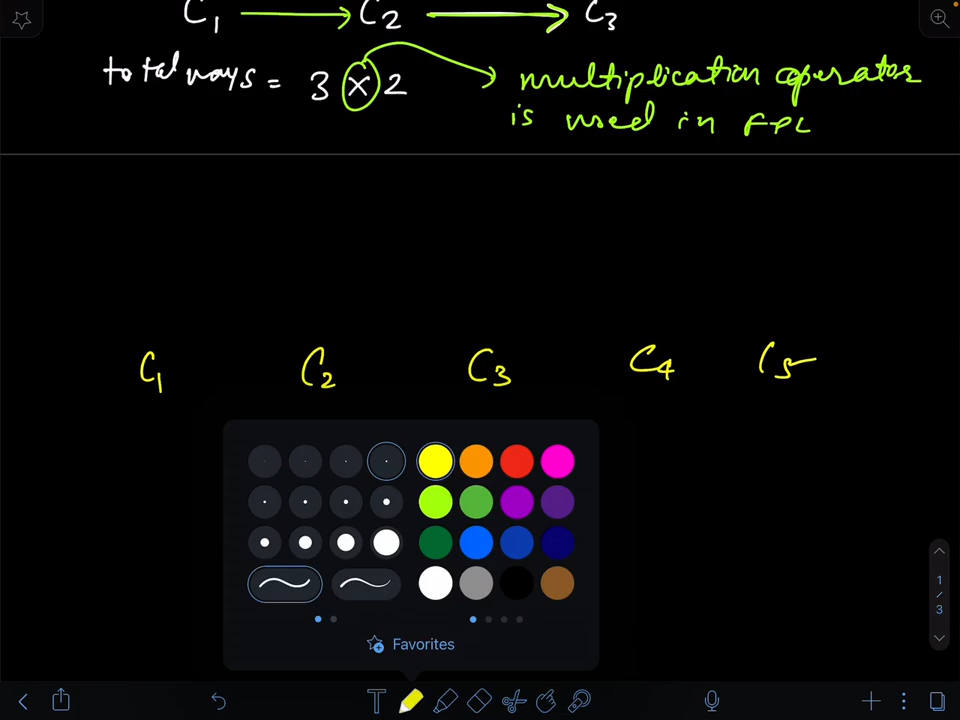 C1 → C2 → C3
total ways = 3 × 2
multiplication operator
is used in FPC
C1 C2 C3 C4 C5
Favorites
1
/
3
T